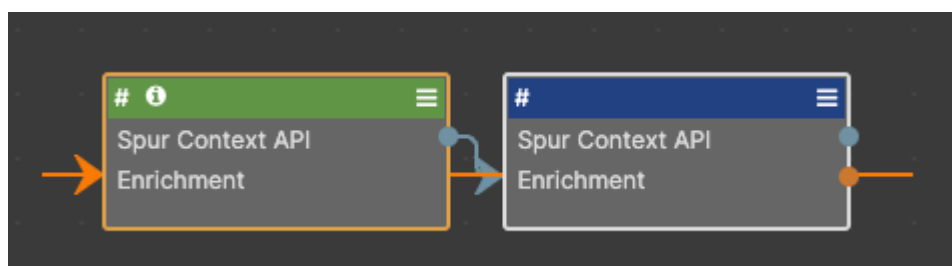 #
Spur Context API
Enrichment
#
Spur Context API
Enrichment